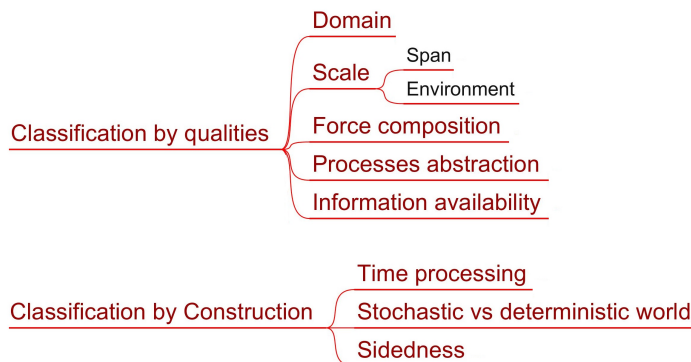 Domain
Scale
Span
Environment
Classification by qualities
Force composition
Processes abstraction
Information availability
Time processing
Classification by Construction
Stochastic vs deterministic world
Sidedness